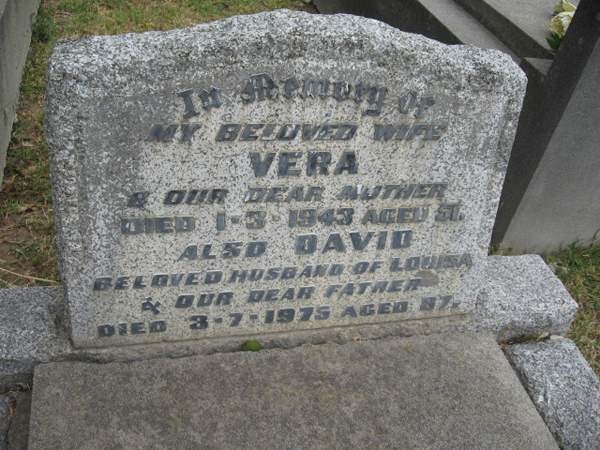 In Memory of
MY BELOVED WIFE
VERA
& OUR DEAR MOTHER
DIED 1-3-1943 AGED 51.
ALSO DAVID
BELOVED HUSBAND OF LOUISA
& OUR DEAR FATHER
DIED 3-7-1975 AGED 87.